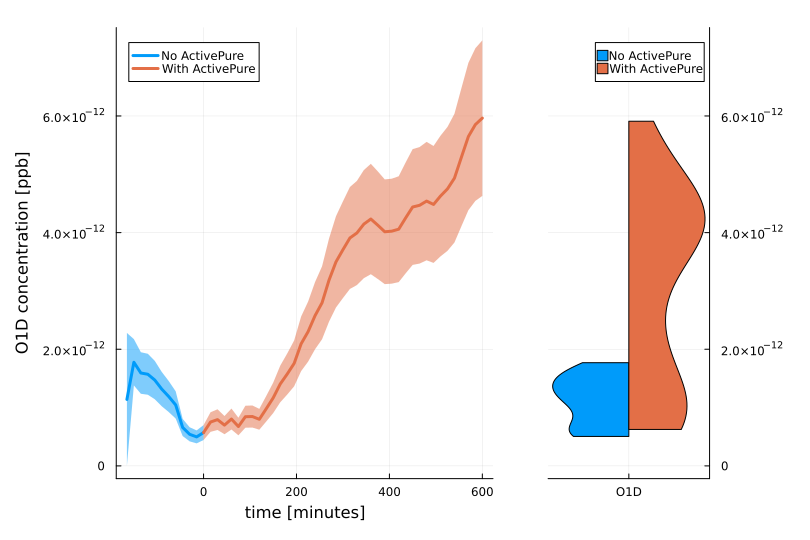 No ActivePure
With ActivePure
No ActivePure
With ActivePure
O1D concentration [ppb]
6.0×10⁻¹²
4.0×10⁻¹²
2.0×10⁻¹²
0
6.0×10⁻¹²
4.0×10⁻¹²
2.0×10⁻¹²
0
0 200 400 600
O1D
time [minutes]